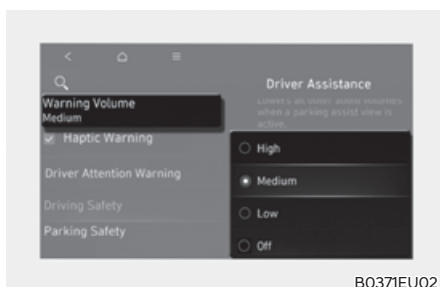 Driver Assistance
Warning Volume
Medium
Lowers all other audio volumes
when a parking assist view is
active.
Haptic Warning
Driver Attention Warning
Driving Safety
Parking Safety
High
Medium
Low
Off
B0371EU02